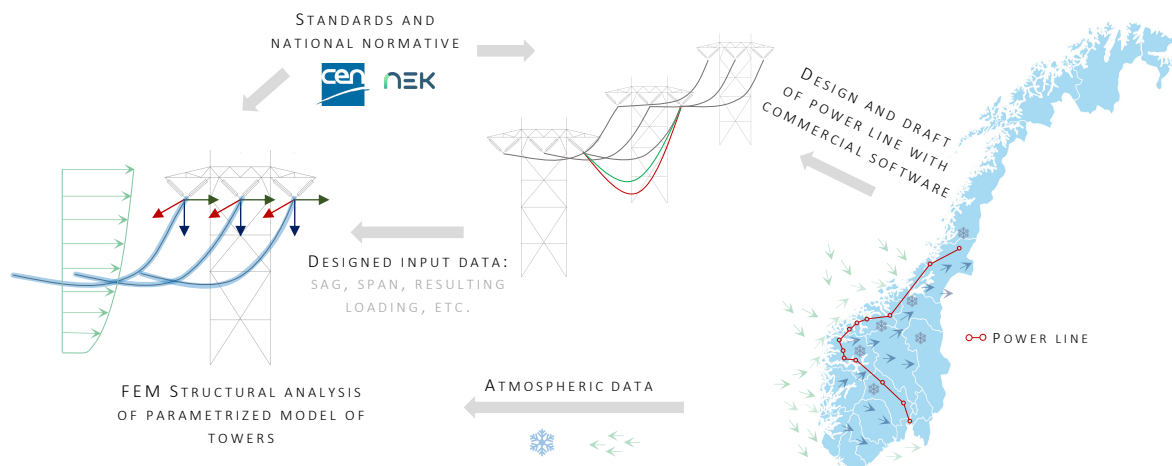 STANDARDS AND
NATIONAL NORMATIVE
cen
NEK
DESIGN AND DRAFT
OF POWER LINE WITH
COMMERCIAL SOFTWARE
DESIGNED INPUT DATA:
SAG, SPAN, RESULTING
LOADING, ETC.
POWER LINE
FEM STRUCTURAL ANALYSIS
OF PARAMETRIZED MODEL OF
TOWERS
ATMOSPHERIC DATA